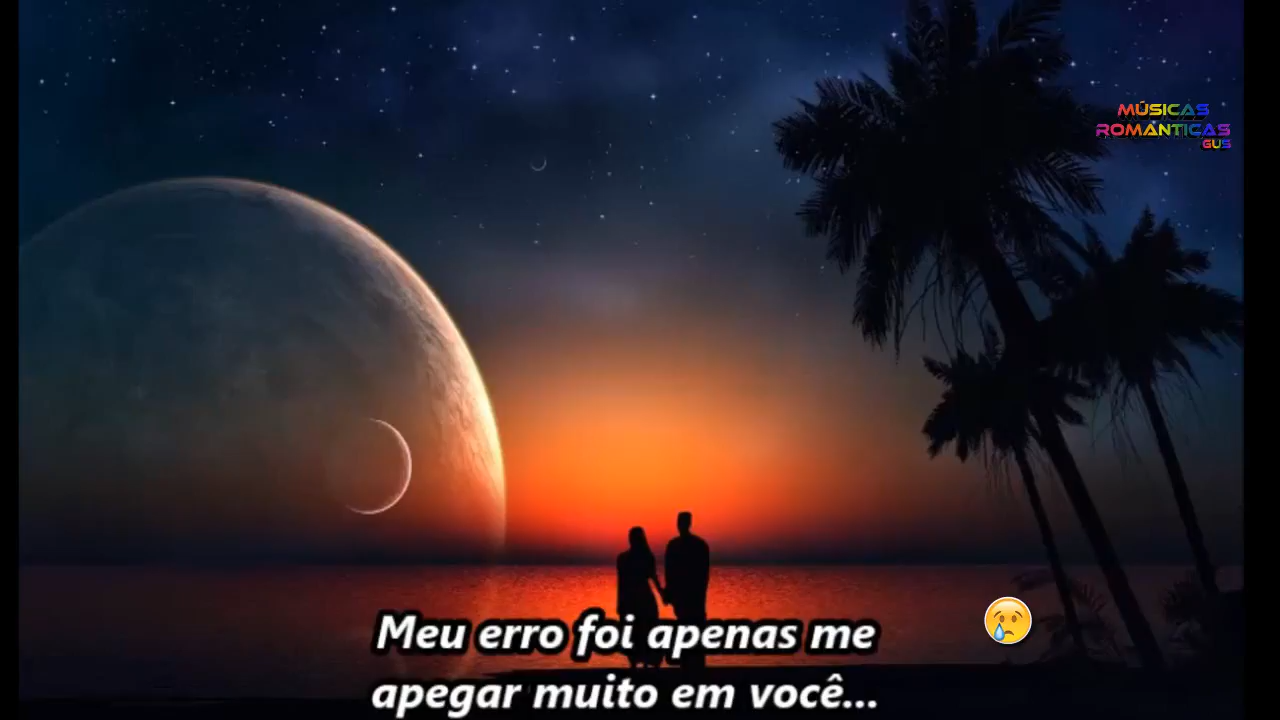 MÚSICAS
ROMÂNTICAS
GUS
Meu erro foi apenas me
apegar muito em você...